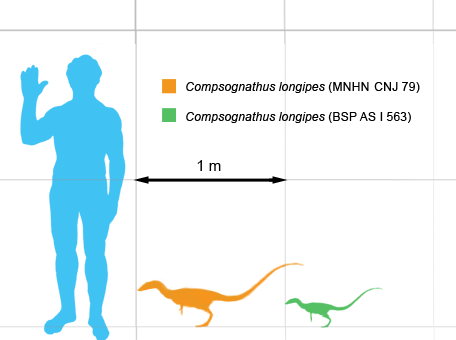 Compsognathus longipes (MNHN CNJ 79)
Compsognathus longipes (BSP AS I 563)
1 m